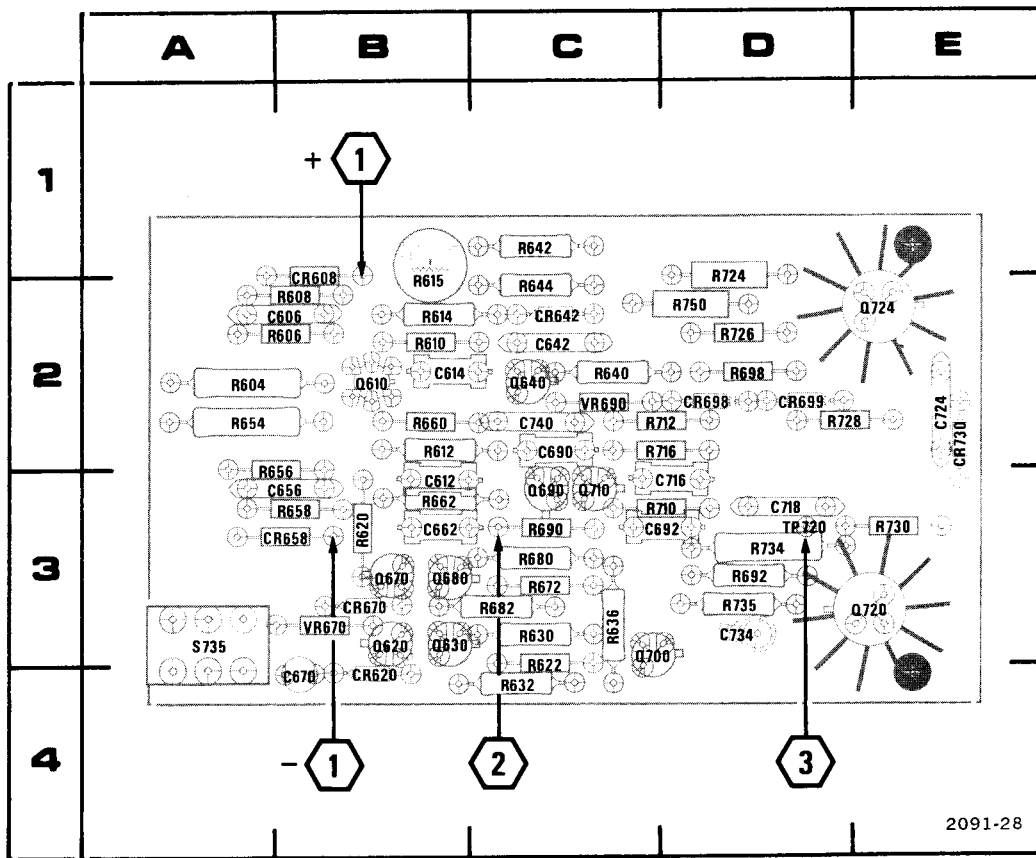 A B C D E
1
+ 1
R642
CR608 R615 R644 R724
R608 R750 Q724
C606 R614 CR642
R606 R610 C642 R726
2
R604 Q610 C614 Q640 R640 R698
VR690 CR698 CR699
R654 R660 C740 R712 R728 C724 CR730
R612 C690 R716
R656 C612 Q690 Q710 C716
C656 R662
R658 R620 R710 C718
C662 R690 C692 TP720 R730
CR658
3
R680 R734
Q670 Q680 R672 R692
CR670 R682 R636 R735 Q720
VR670
S735 Q620 Q630 R630 C734
R622 Q700
C670 CR620 R632
4
- 1 2 3
2091-28